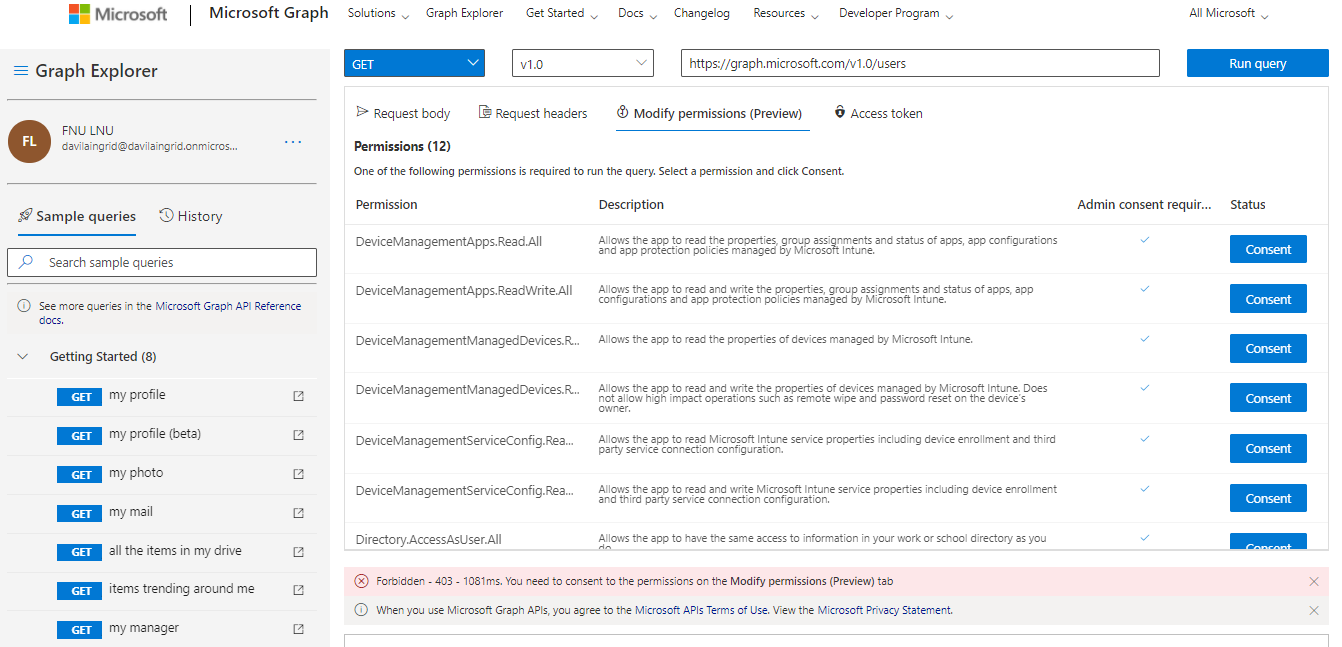 Microsoft | Microsoft Graph Solutions Graph Explorer Get Started Docs Changelog Resources Developer Program All Microsoft
Graph Explorer
FL
FNU LNU
davilaingrid@davilaingrid.onmicros...
...
Sample queries History
Search sample queries
See more queries in the Microsoft Graph API Reference
docs.
Getting Started (8)
GET my profile
GET my profile (beta)
GET my photo
GET my mail
GET all the items in my drive
GET items trending around me
GET my manager
GET v1.0 https://graph.microsoft.com/v1.0/users Run query
Request body Request headers Modify permissions (Preview) Access token
Permissions (12)
One of the following permissions is required to run the query. Select a permission and click Consent.
Permission Description Admin consent requir... Status
DeviceManagementApps.Read.All Allows the app to read the properties, group assignments and status of apps, app configurations
and app protection policies managed by Microsoft Intune.
Consent
DeviceManagementApps.ReadWrite.All Allows the app to read and write the properties, group assignments and status of apps, app
configurations and app protection policies managed by Microsoft Intune.
Consent
DeviceManagementManagedDevices.R... Allows the app to read the properties of devices managed by Microsoft Intune.
Consent
DeviceManagementManagedDevices.R... Allows the app to read and write the properties of devices managed by Microsoft Intune. Does
not allow high impact operations such as remote wipe and password reset on the device's
owner.
Consent
DeviceManagementServiceConfig.Rea... Allows the app to read Microsoft Intune service properties including device enrollment and third
party service connection configuration.
Consent
DeviceManagementServiceConfig.Rea... Allows the app to read and write Microsoft Intune service properties including device enrollment
and third party service connection configuration.
Consent
Directory.AccessAsUser.All Allows the app to have the same access to information in your work or school directory as you
do.
Consent
Forbidden - 403 - 1081ms. You need to consent to the permissions on the Modify permissions (Preview) tab
When you use Microsoft Graph APIs, you agree to the Microsoft APIs Terms of Use. View the Microsoft Privacy Statement.